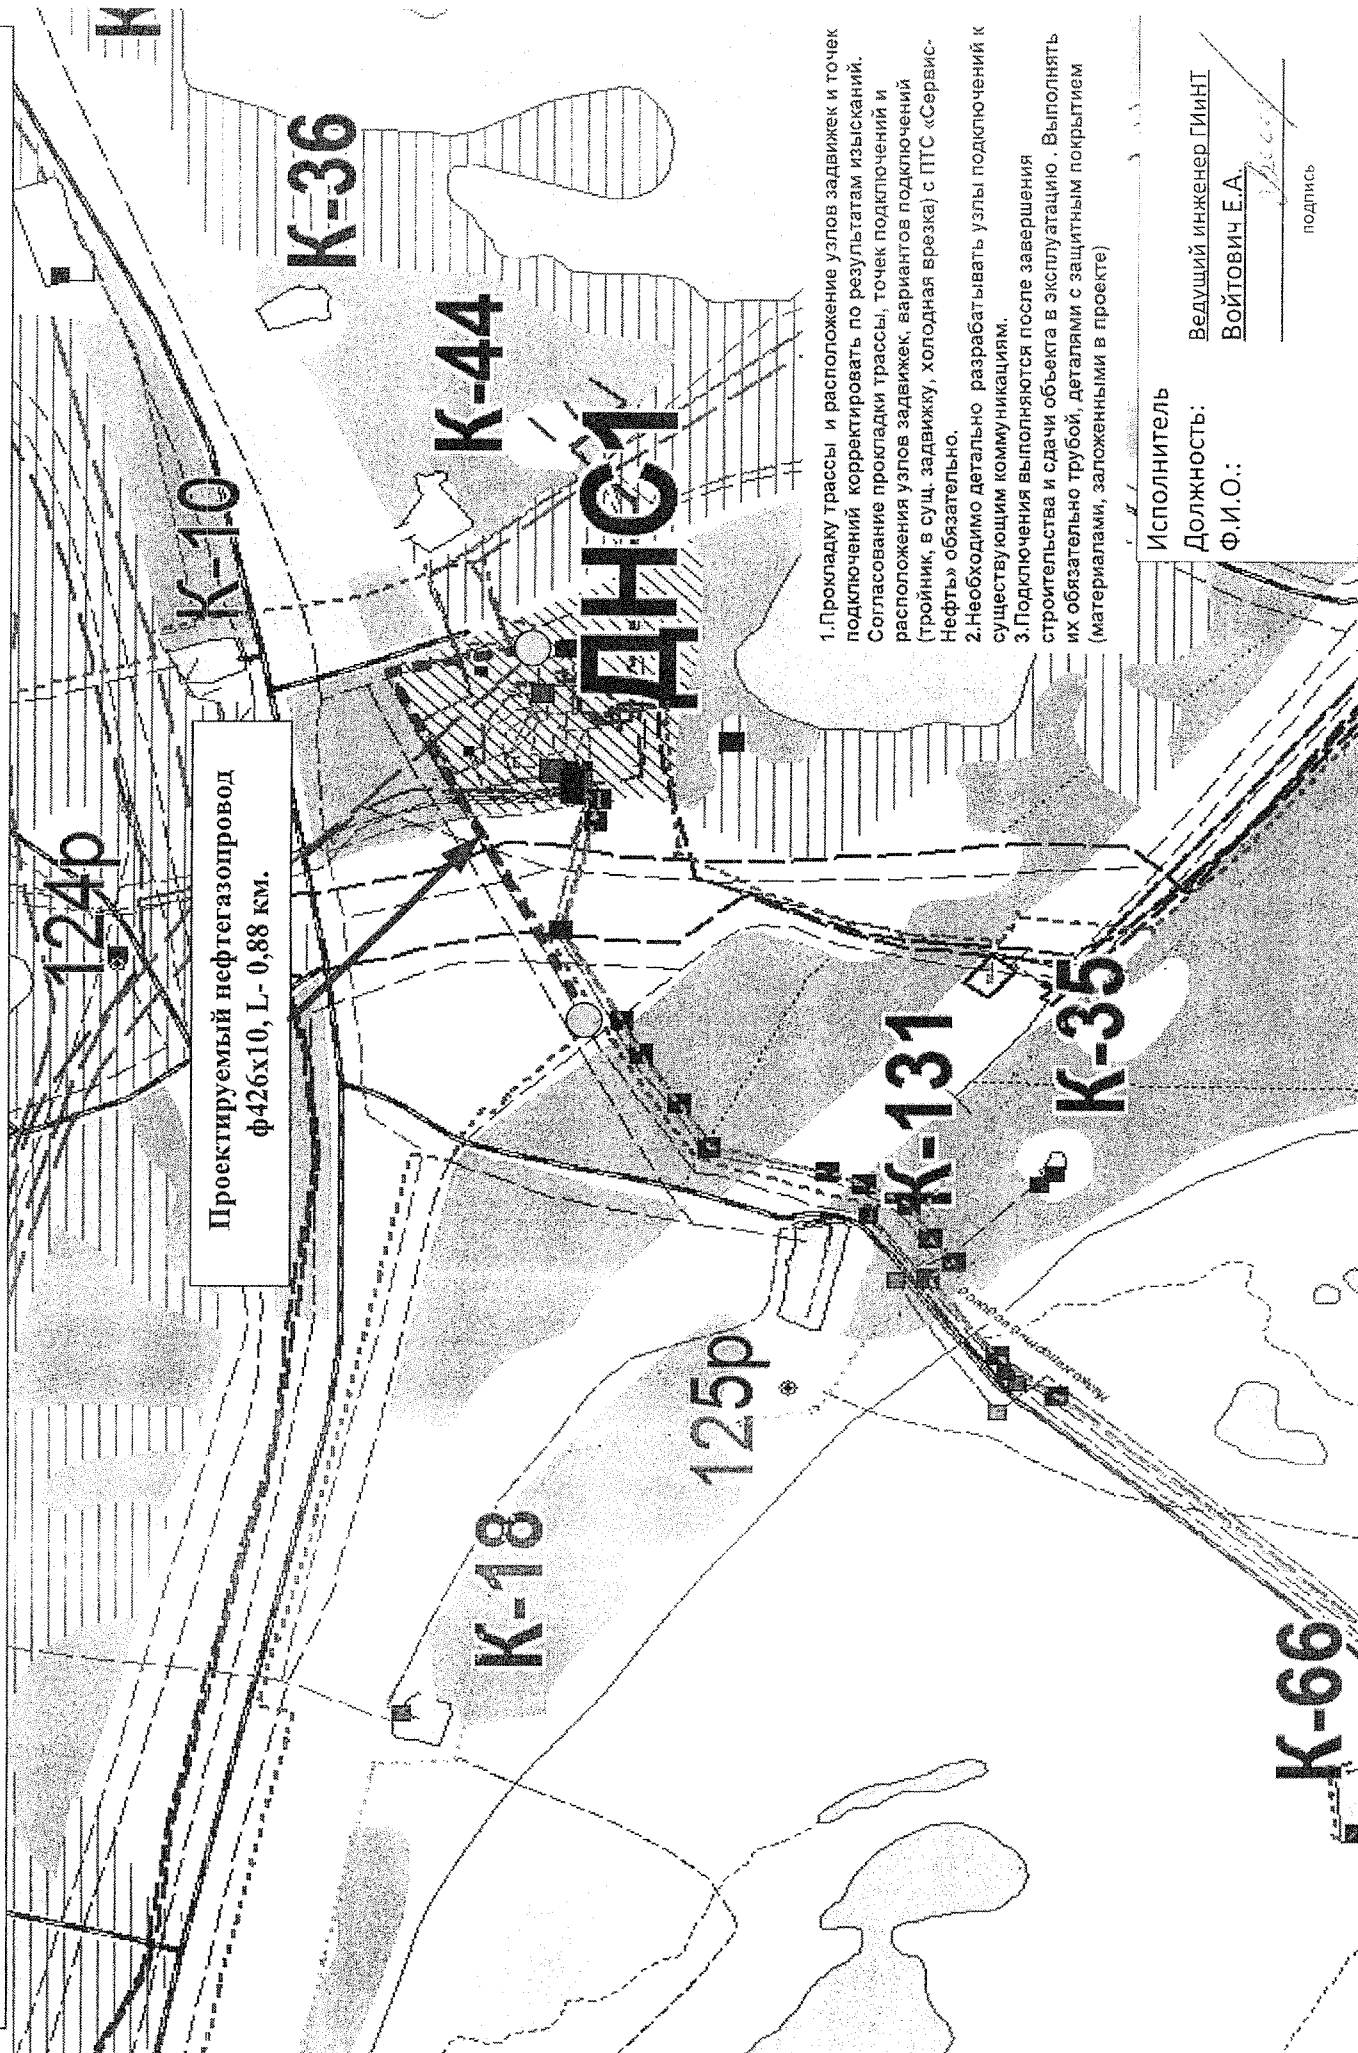 К-36
К-10
К-44
124р
ДНС1
Проектируемый нефтегазопровод
ф426х10, L- 0,88 км.
К-131
К-35
125р
К-18
К-66
1.Прокладку трассы и расположение узлов задвижек и точек
подключений корректировать по результатам изысканий.
Согласование прокладки трассы, точек подключений и
расположения узлов задвижек, вариантов подключений
(тройник, в сущ. задвижку, холодная врезка) с ПТС «Сервис-
Нефть» обязательно.
2.Необходимо детально разрабатывать узлы подключений к
существующим коммуникациям.
3.Подключения выполняются после завершения
строительства и сдачи объекта в эксплуатацию . Выполнять
их обязательно трубой, деталями с защитным покрытием
(материалами, заложенными в проекте)
Исполнитель
Должность: Ведущий инженер ГИиНТ
Ф.И.О.: Войтович Е.А.
подпись